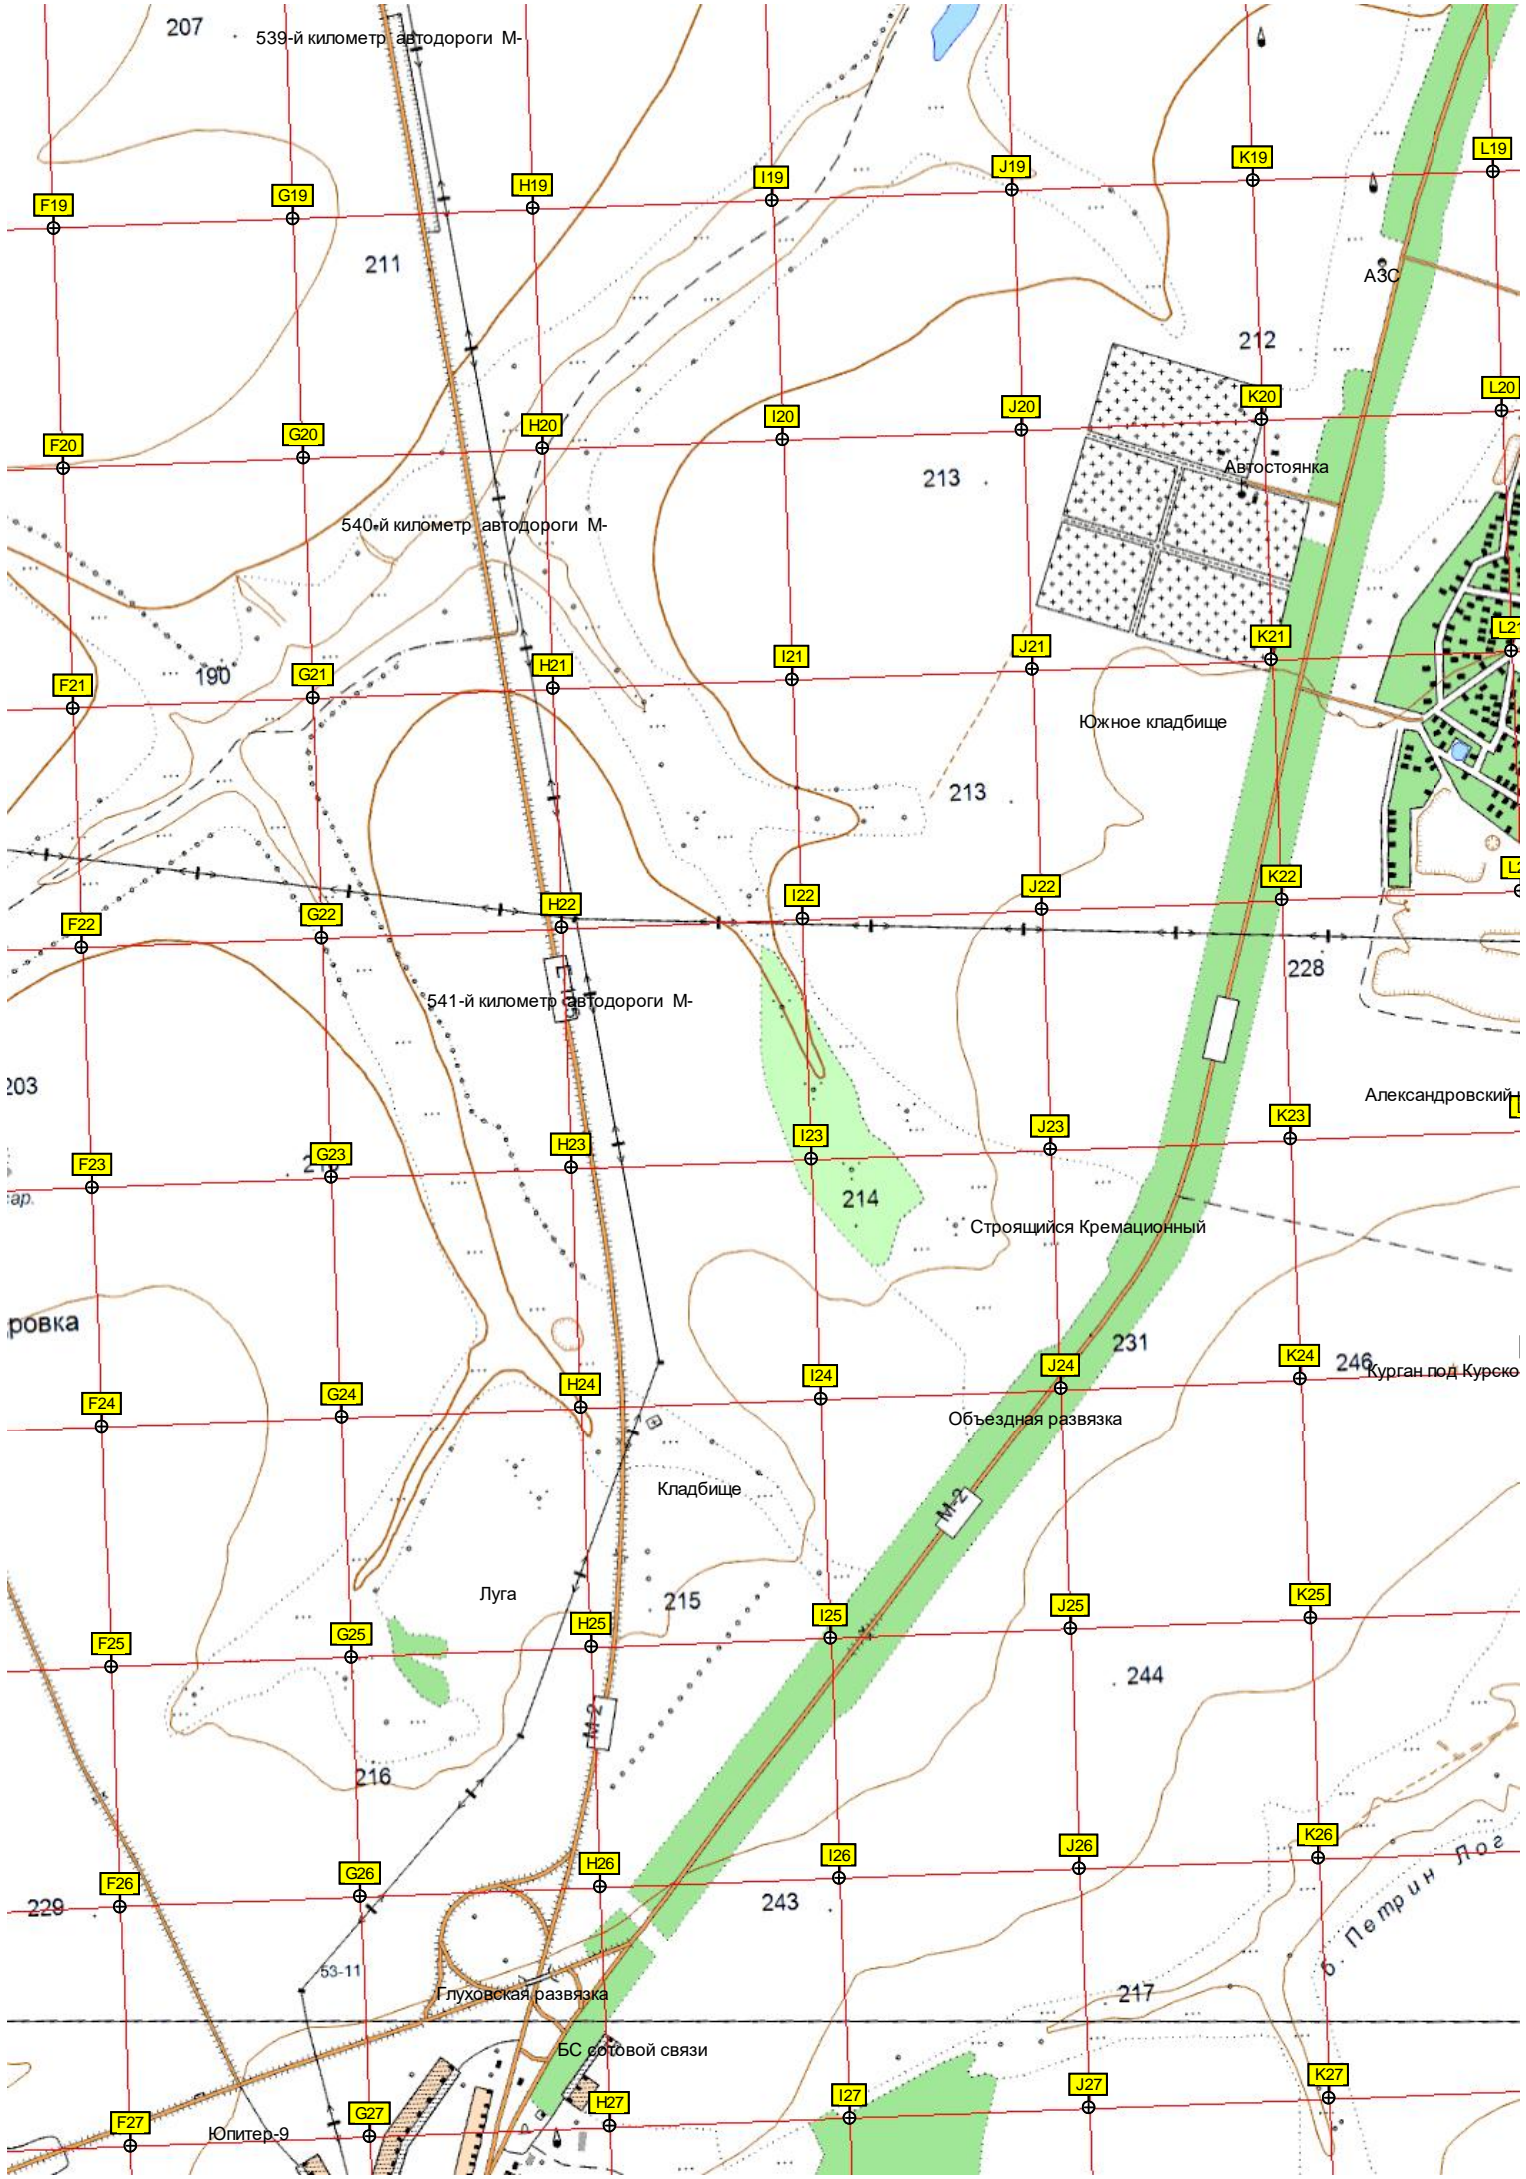 207
539-й километр автодороги М-
K19
L19
J19
I19
H19
G19
F19
211
АЗС
212
K20
L20
J20
I20
H20
G20
F20
Автостоянка
213
540-й километр автодороги М-
L21
K21
J21
I21
H21
G21
F21
190
Южное кладбище
213
K22
J22
I22
H22
G22
F22
228
541-й километр автодороги М-
203
Александровский
K23
J23
I23
H23
G23
F23
ар.
214
Строящийся Кремационный
ровка
231
246
Курган под Курско
K24
J24
I24
H24
G24
F24
Объездная развязка
Кладбище
М-2
Луга
215
K25
J25
I25
H25
G25
F25
244
М-2
216
K26
J26
I26
H26
G26
F26
б. Петрин Лог
229
243
53-11
Глуховская развязка
217
БС сотовой связи
K27
J27
I27
H27
G27
F27
Юпитер-9